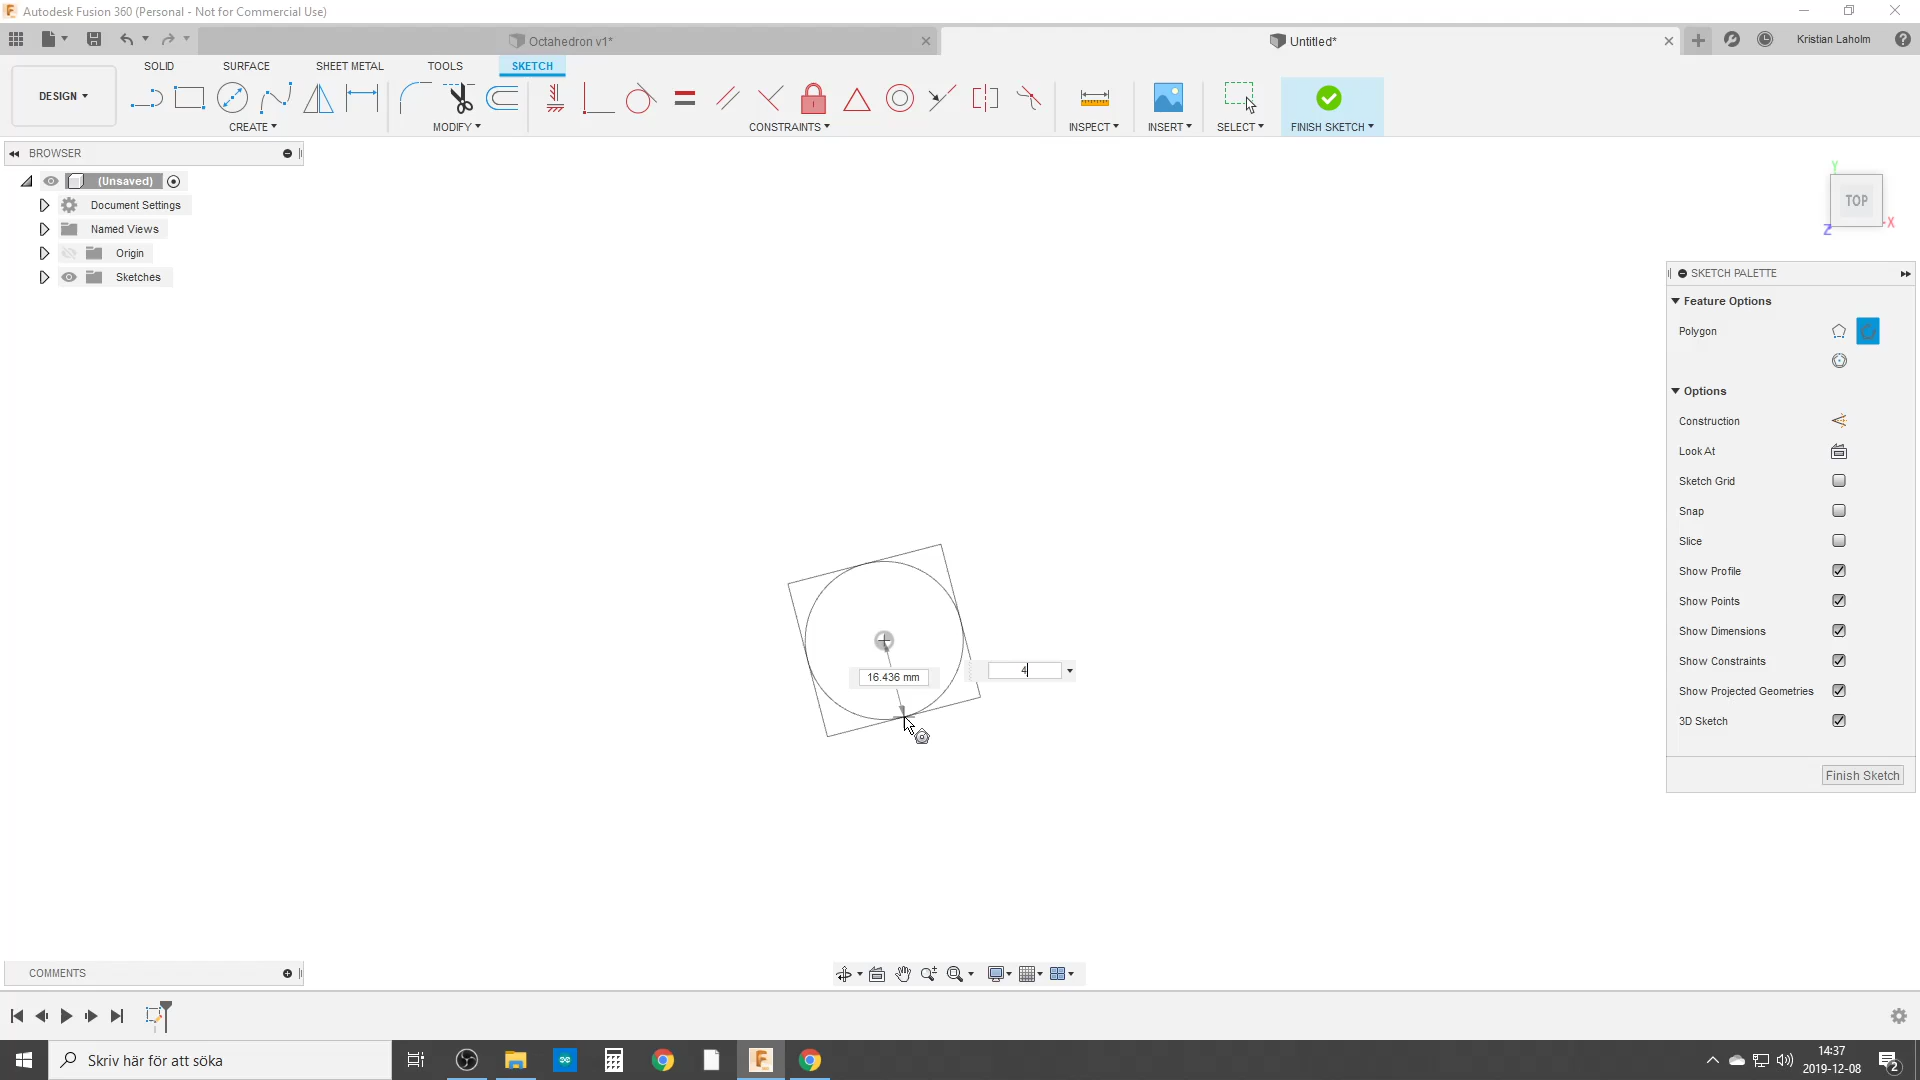 Autodesk Fusion 360 (Personal - Not for Commercial Use)
Octahedron v1*
Untitled*
Kristian Laholm
SOLID
SURFACE
SHEET METAL
TOOLS
SKETCH
DESIGN
CREATE
MODIFY
CONSTRAINTS
INSPECT
INSERT
SELECT
FINISH SKETCH
BROWSER
(Unsaved)
Document Settings
Named Views
Origin
Sketches
Y
TOP
X
Z
SKETCH PALETTE
Feature Options
Polygon
Options
Construction
Look At
Sketch Grid
Snap
Slice
Show Profile
Show Points
Show Dimensions
Show Constraints
Show Projected Geometries
3D Sketch
Finish Sketch
16.436 mm
4
COMMENTS
Skriv här för att söka
14:37
2019-12-08
2